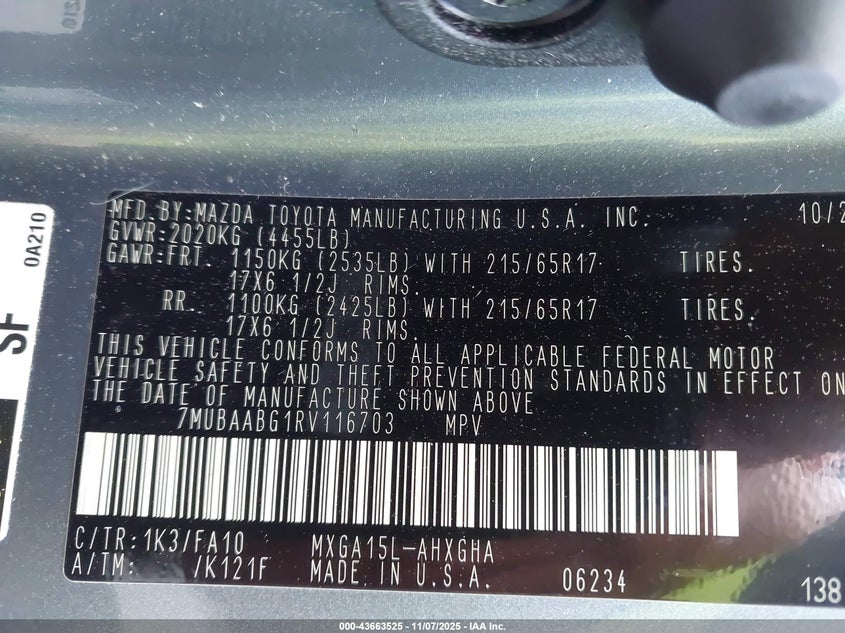 0A210
SF
MFD.BY:MAZDA TOYOTA MANUFACTURING U.S.A. INC. 10/2
GVWR:2020KG (4455LB)
GAWR:FRT. 1150KG (2535LB) WITH 215/65R17 TIRES.
17X6 1/2J RIMS.
RR. 1100KG (2425LB) WITH 215/65R17 TIRES.
17X6 1/2J RIMS.
THIS VEHICLE CONFORMS TO ALL APPLICABLE FEDERAL MOTOR
VEHICLE SAFETY AND THEFT PREVENTION STANDARDS IN EFFECT ON
THE DATE OF MANUFACTURE SHOWN ABOVE
7MUBAABG1RV116703 MPV
C/TR:1K3/FA10 MXGA15L-AHXGHA
A/TM: /K121F MADE IN U.S.A. 06234 138
000-43663525 - 11/07/2025 - IAA Inc.